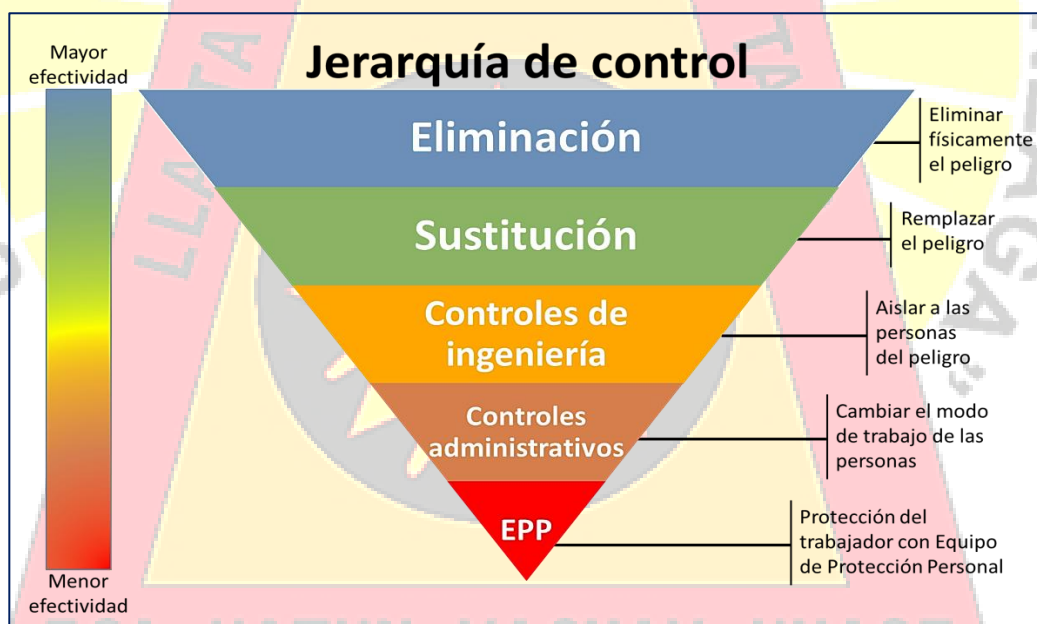 Jerarquía de control
Mayor
efectividad
Eliminación
Eliminar
físicamente
el peligro
Sustitución
Remplazar
el peligro
Controles de
ingeniería
Aislar a las
personas
del peligro
Controles
administrativos
Cambiar el modo
de trabajo de las
personas
EPP
Protección del
trabajador con Equipo
de Protección Personal
Menor
efectividad
LLATA